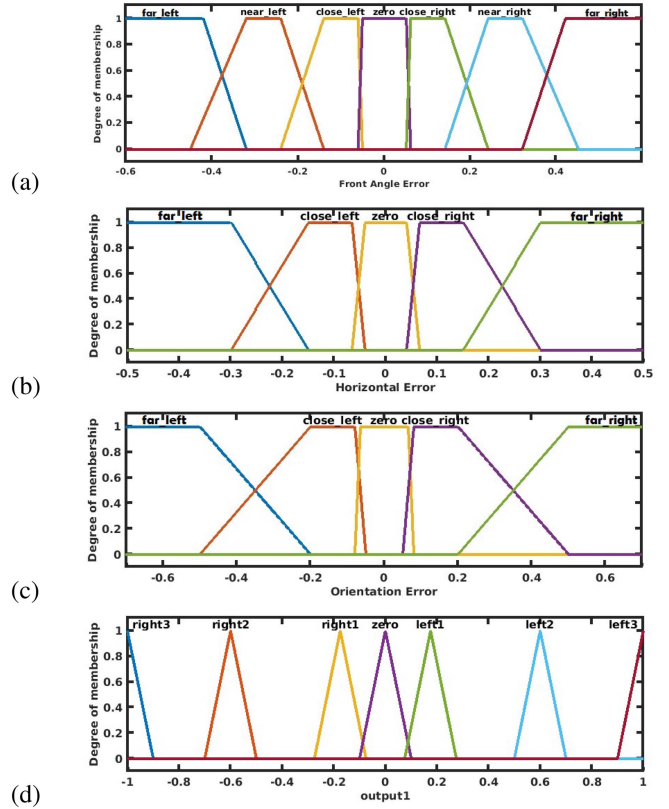 far_left near_left close_left zero close_right near_right far_right
1
0.8
0.6
0.4
0.2
0
Degree of membership
-0.6 -0.4 -0.2 0 0.2 0.4
Front Angle Error
(a)
far_left close_left zero close_right far_right
1
0.8
0.6
0.4
0.2
0
Degree of membership
-0.5 -0.4 -0.3 -0.2 -0.1 0 0.1 0.2 0.3 0.4 0.5
Horizontal Error
(b)
far_left close_left zero close_right far_right
1
0.8
0.6
0.4
0.2
0
Degree of membership
-0.6 -0.4 -0.2 0 0.2 0.4 0.6
Orientation Error
(c)
right3 right2 right1 zero left1 left2 left3
1
0.8
0.6
0.4
0.2
0
Degree of membership
-1 -0.8 -0.6 -0.4 -0.2 0 0.2 0.4 0.6 0.8 1
output1
(d)